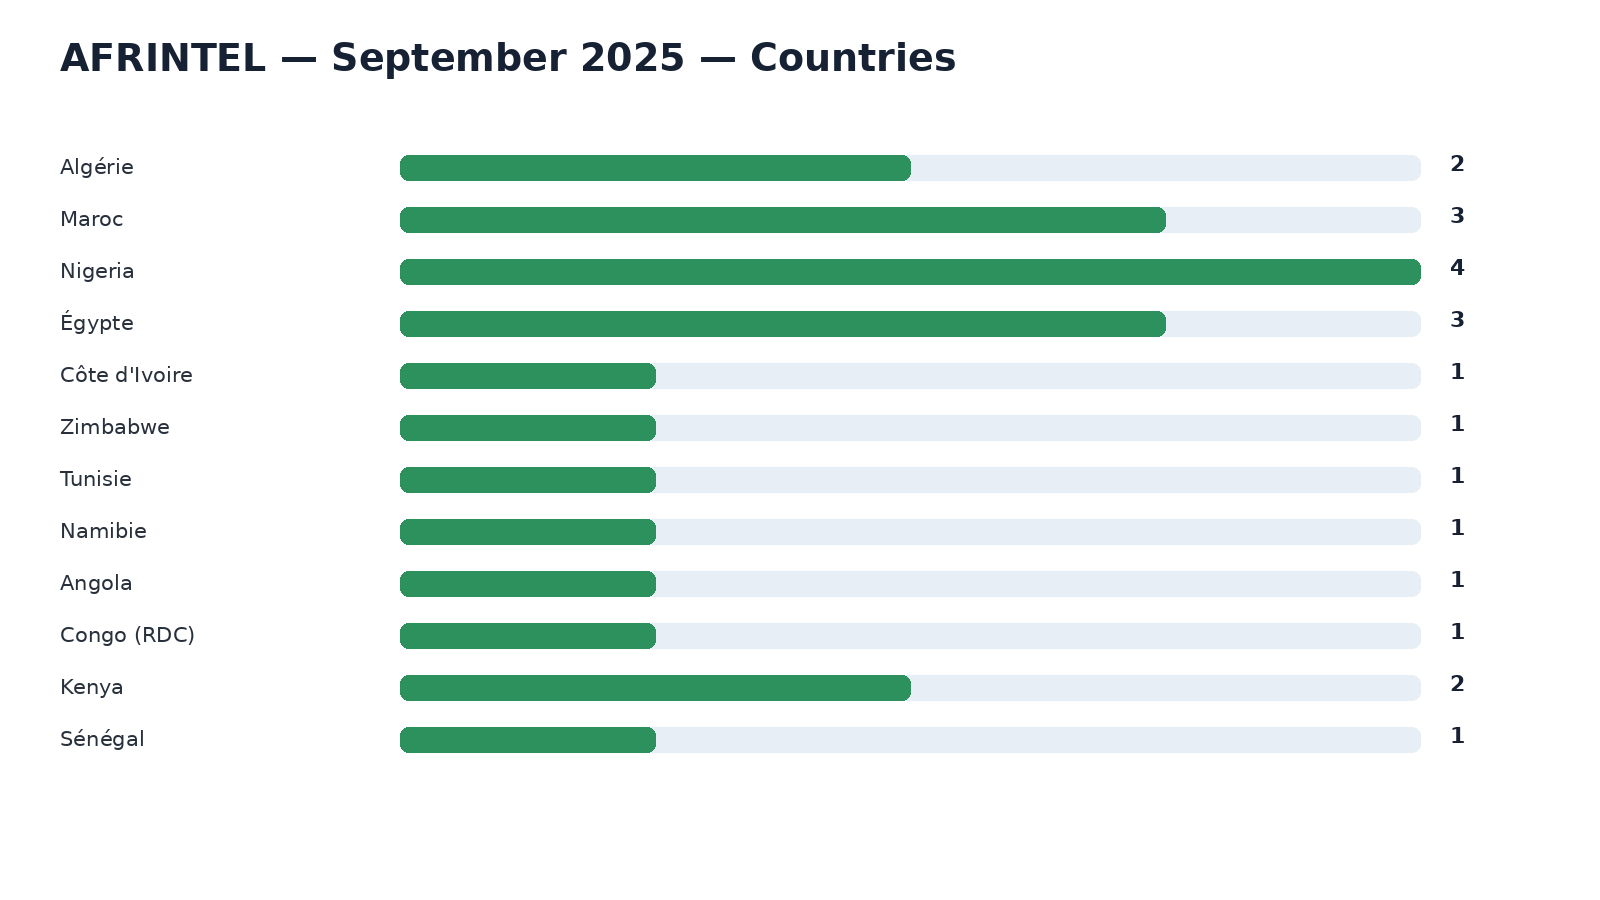 AFRINTEL — September 2025 — Countries
Algérie 2
Maroc 3
Nigeria 4
Égypte 3
Côte d'Ivoire 1
Zimbabwe 1
Tunisie 1
Namibie 1
Angola 1
Congo (RDC) 1
Kenya 2
Sénégal 1